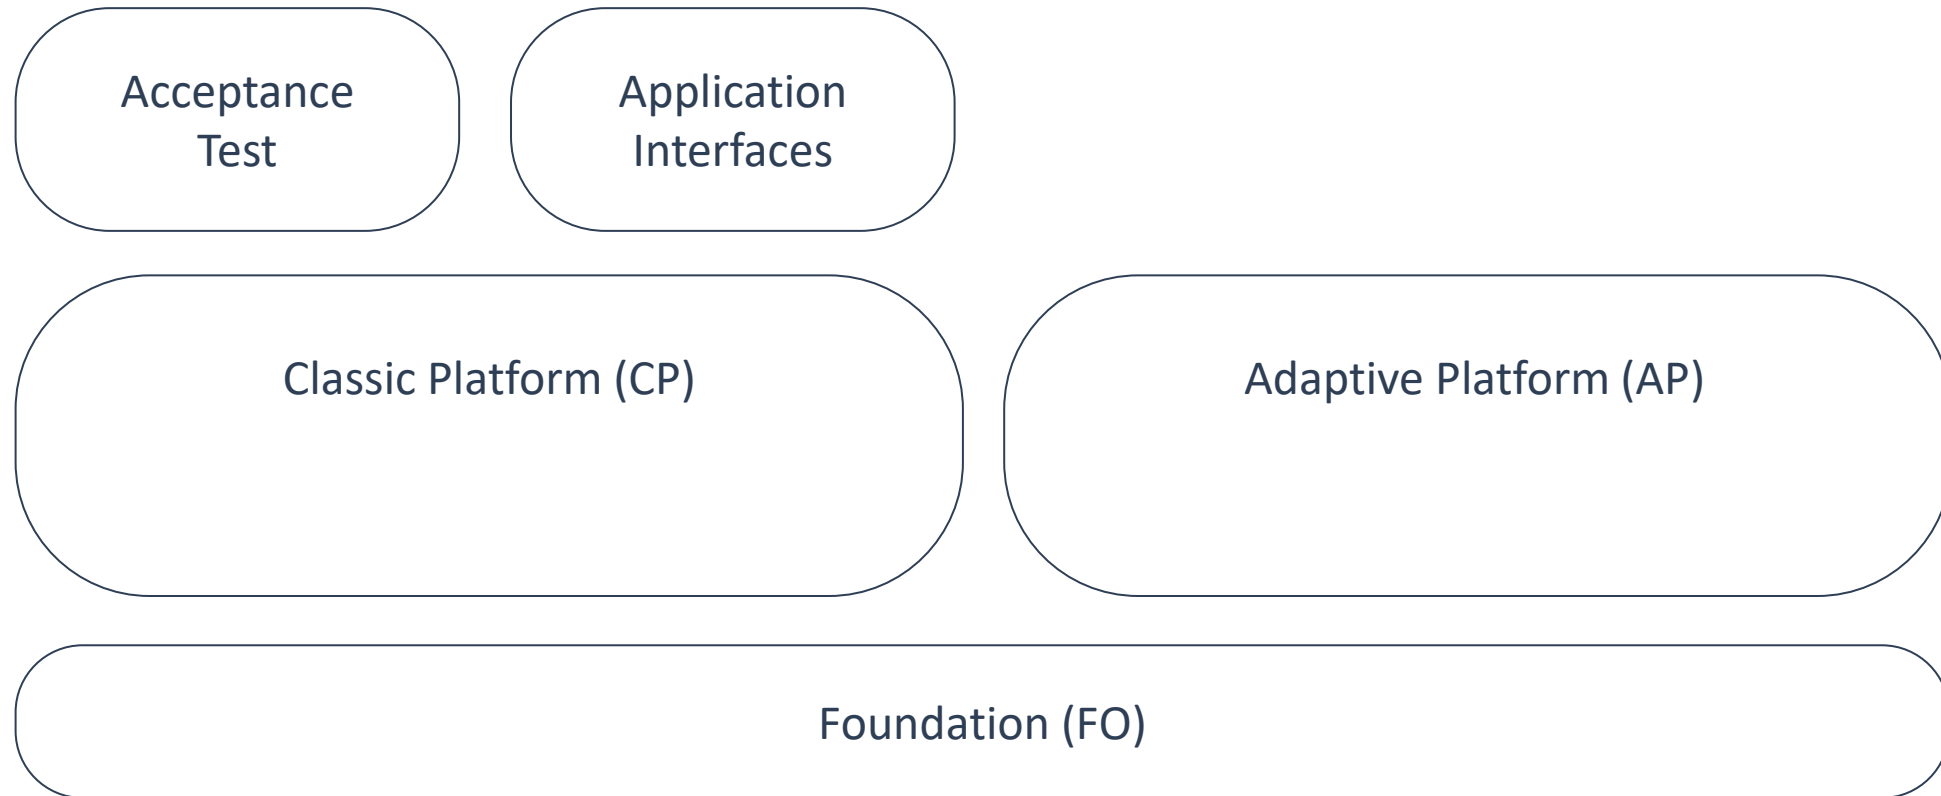 Acceptance
Test
Application
Interfaces
Classic Platform (CP)
Adaptive Platform (AP)
Foundation (FO)